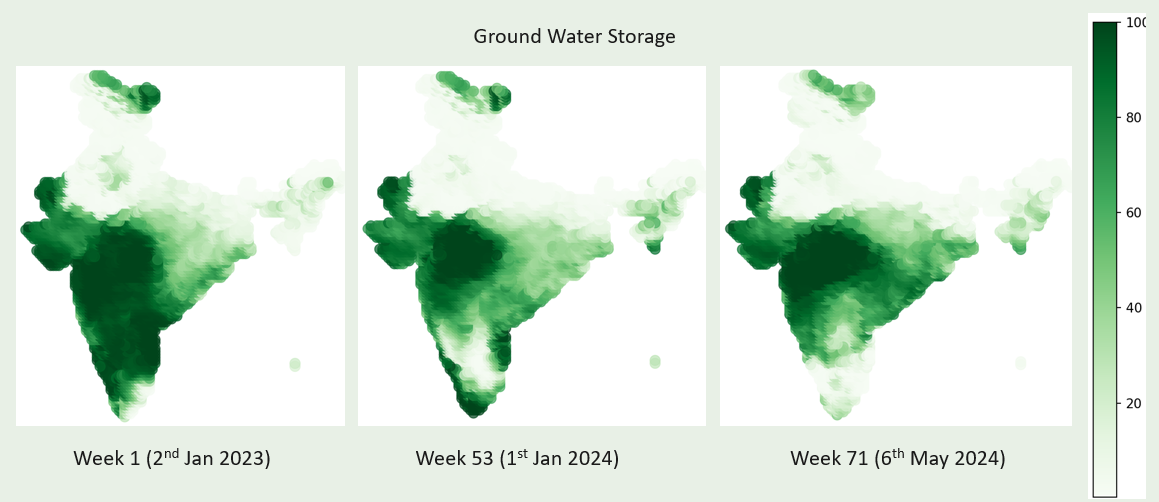 Ground Water Storage
100
80
60
40
20
Week 1 (2nd Jan 2023)
Week 53 (1st Jan 2024)
Week 71 (6th May 2024)